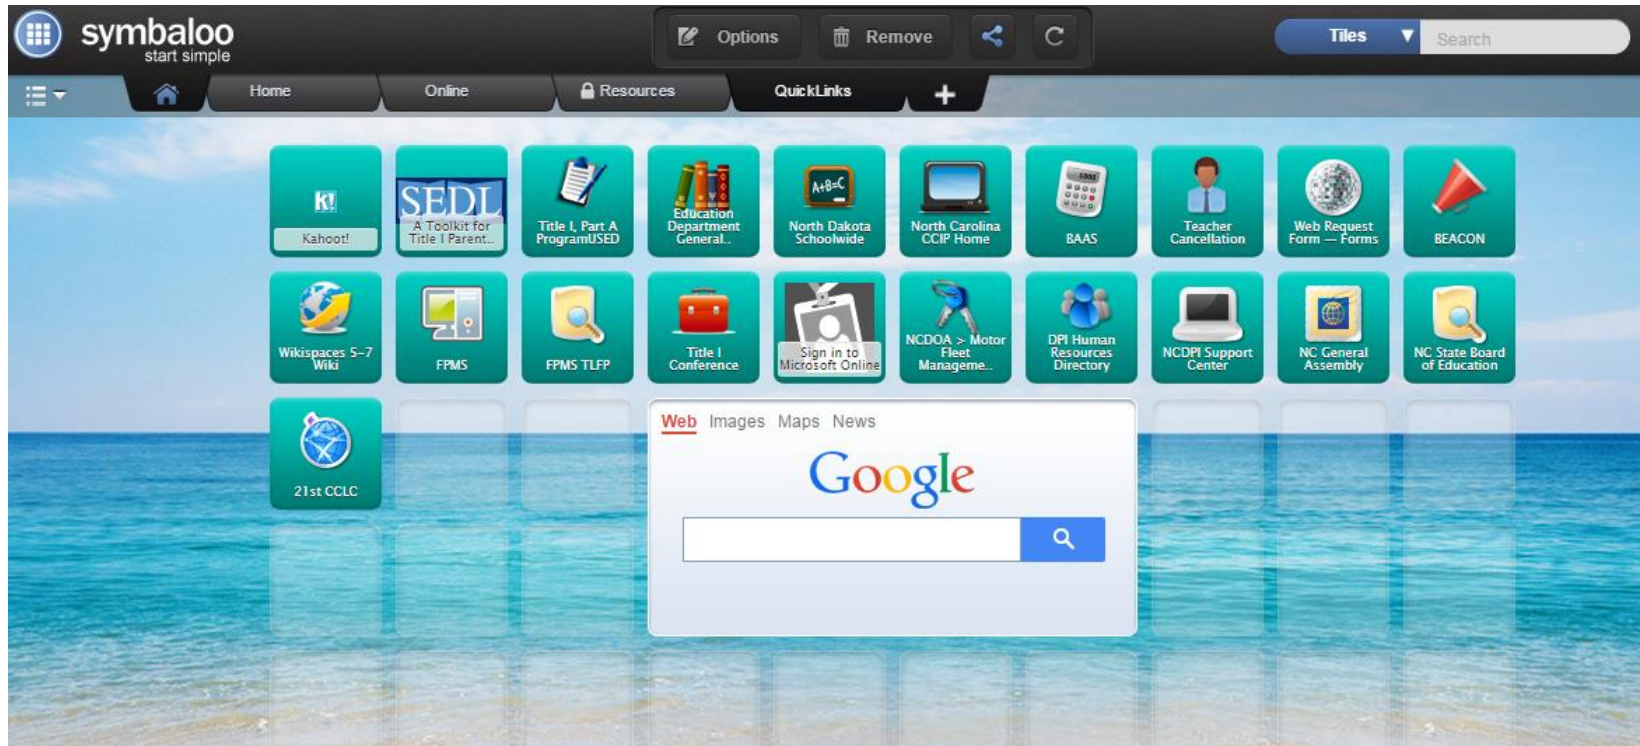 symbaloo
start simple
Options
Remove
Tiles
Search
Home
Online
Resources
QuickLinks
K!
Kahoot!
SEDL
A Toolkit for
Title I Parent..
Title I, Part A
ProgramUSED
Education
Department
General..
A+B=C
North Dakota
Schoolwide
North Carolina
CCIP Home
BAAS
Teacher
Cancellation
Web Request
Form — Forms
BEACON
Wikispaces 5-7
Wiki
FPMS
FPMS TLFP
Title I
Conference
Sign in to
Microsoft Online
NCDOA > Motor
Fleet
Manageme..
DPI Human
Resources
Directory
NCDPI Support
Center
NC General
Assembly
NC State Board
of Education
21st CCLC
Web Images Maps News
Google